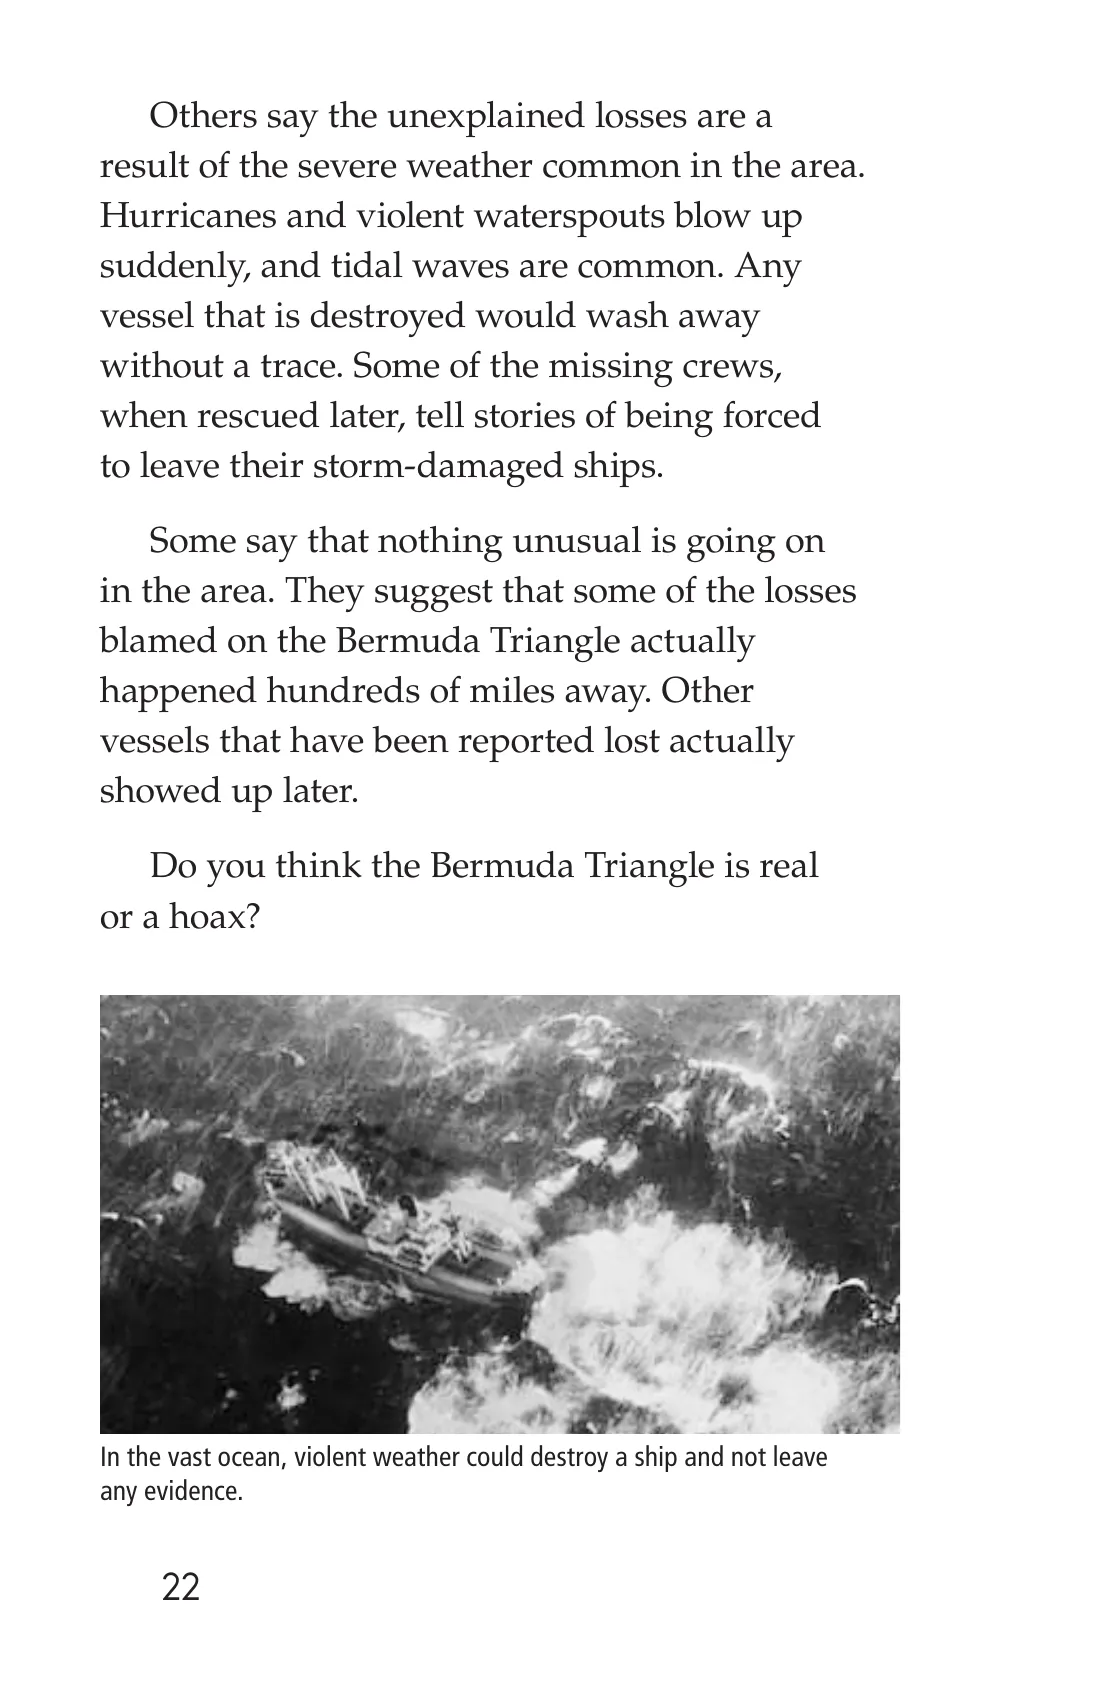 Others say the unexplained losses are a
result of the severe weather common in the area.
Hurricanes and violent waterspouts blow up
suddenly, and tidal waves are common. Any
vessel that is destroyed would wash away
without a trace. Some of the missing crews,
when rescued later, tell stories of being forced
to leave their storm-damaged ships.
Some say that nothing unusual is going on
in the area. They suggest that some of the losses
blamed on the Bermuda Triangle actually
happened hundreds of miles away. Other
vessels that have been reported lost actually
showed up later.
Do you think the Bermuda Triangle is real
or a hoax?
In the vast ocean, violent weather could destroy a ship and not leave
any evidence.
22